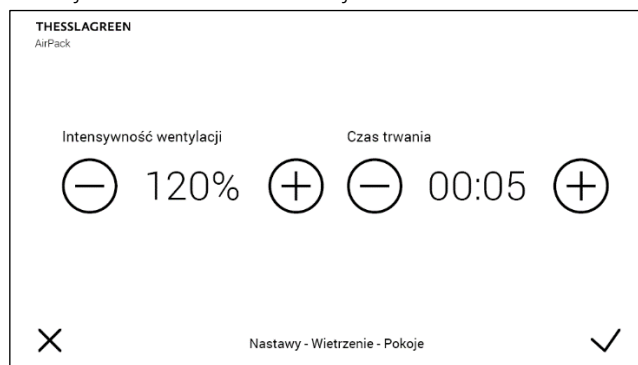 THESSLAGREEN
AirPack
Intensywność wentylacji
Czas trwania
120%
00:05
Nastawy - Wietrzenie - Pokoje